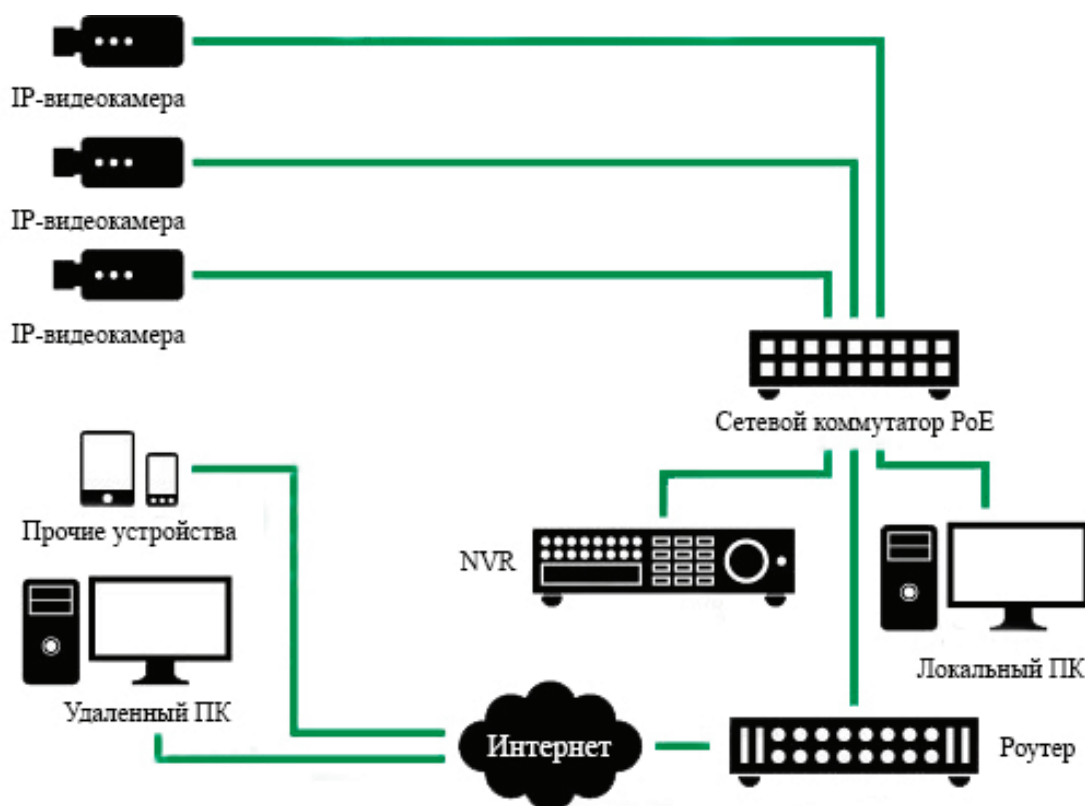 IP-видеокамера
IP-видеокамера
IP-видеокамера
Сетевой коммутатор PoE
Прочие устройства
NVR
Локальный ПК
Удаленный ПК
Интернет
Роутер